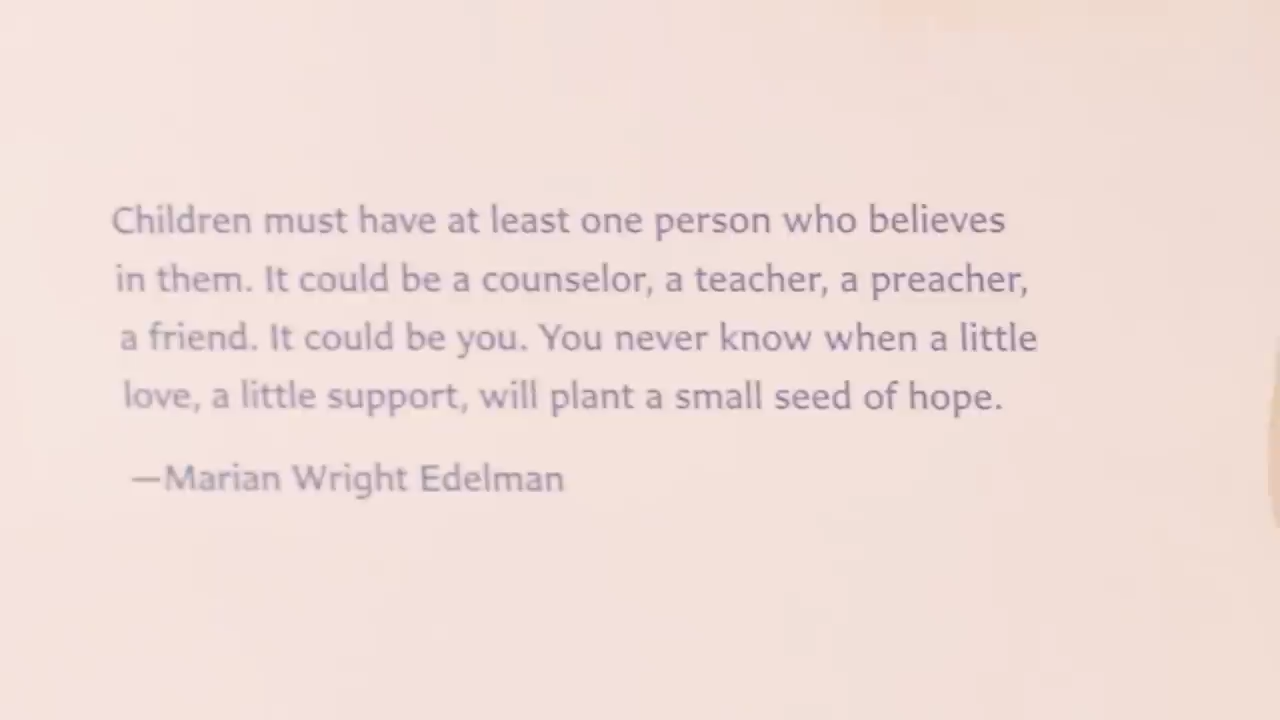 Children must have at least one person who believes
in them. It could be a counselor, a teacher, a preacher,
a friend. It could be you. You never know when a little
love, a little support, will plant a small seed of hope.
—Marian Wright Edelman